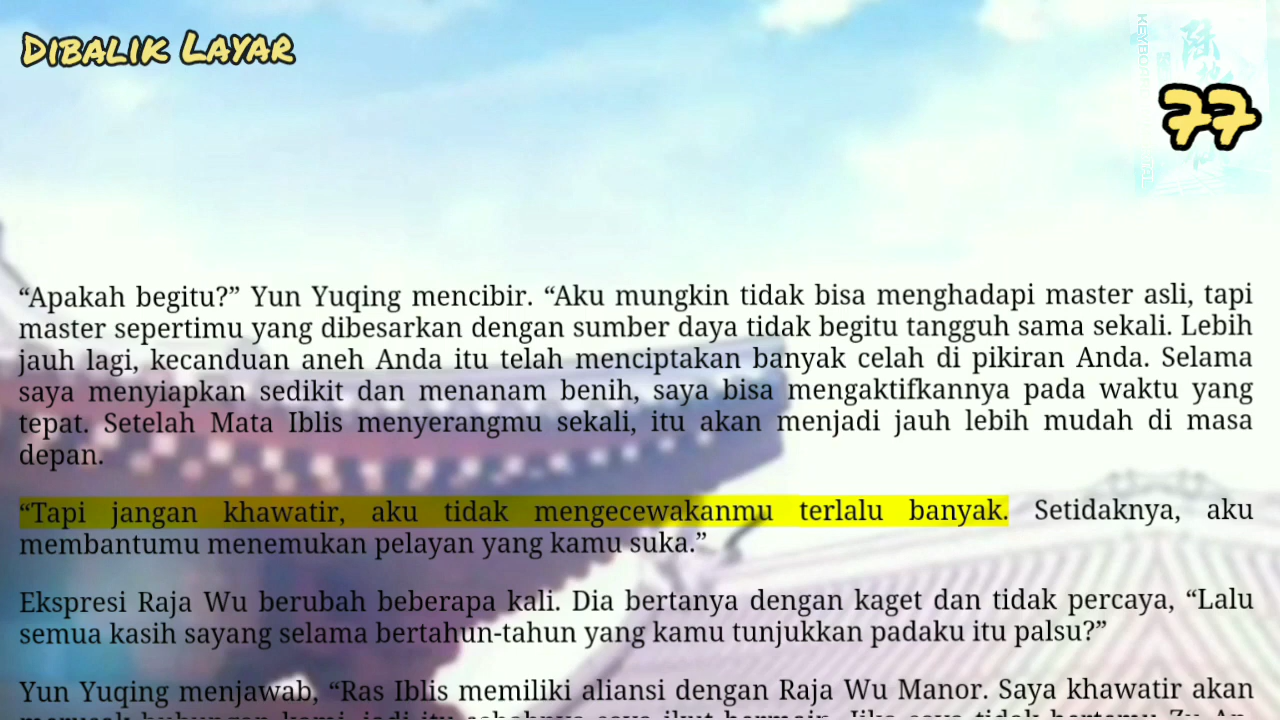 Dibalik Layar
77
“Apakah begitu?” Yun Yuqing mencibir. “Aku mungkin tidak bisa menghadapi master asli, tapi
master sepertimu yang dibesarkan dengan sumber daya tidak begitu tangguh sama sekali. Lebih
jauh lagi, kecanduan aneh Anda itu telah menciptakan banyak celah di pikiran Anda. Selama
saya menyiapkan sedikit dan menanam benih, saya bisa mengaktifkannya pada waktu yang
tepat. Setelah Mata Iblis menyerangmu sekali, itu akan menjadi jauh lebih mudah di masa
depan.
“Tapi jangan khawatir, aku tidak mengecewakanmu terlalu banyak. Setidaknya, aku
membantumu menemukan pelayan yang kamu suka.”
Ekspresi Raja Wu berubah beberapa kali. Dia bertanya dengan kaget dan tidak percaya, “Lalu
semua kasih sayang selama bertahun-tahun yang kamu tunjukkan padaku itu palsu?”
Yun Yuqing menjawab, “Ras Iblis memiliki aliansi dengan Raja Wu Manor. Saya khawatir akan